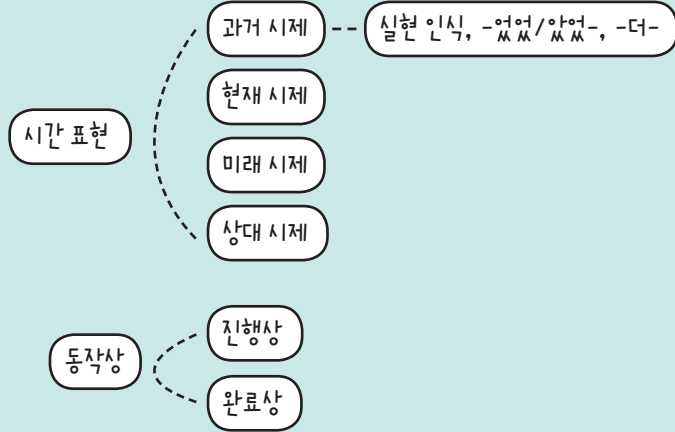 과거 시제
실현 인식, -었었/았었-, -더-
현재 시제
시간 표현
미래 시제
상대 시제
진행상
동작상
완료상